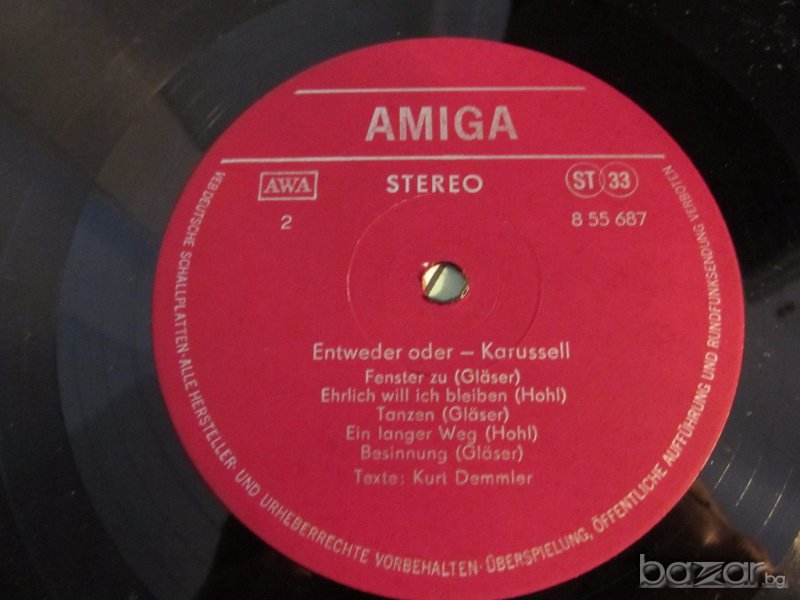 AMIGA
AWA
STEREO
ST 33
2
8 55 687
Entweder oder – Karussell
Fenster zu (Gläser)
Ehrlich will ich bleiben (Hohl)
Tanzen (Gläser)
Ein langer Weg (Hohl)
Besinnung (Gläser)
Texte: Kurt Demmler
VEB DEUTSCHE SCHALLPLATTEN · ALLE HERSTELLER- UND URHEBERRECHTE VORBEHALTEN · ÜBERSPIELUNG, ÖFFENTLICHE AUFFÜHRUNG UND RUNDFUNKSENDUNG VERBOTEN
bazar.bg